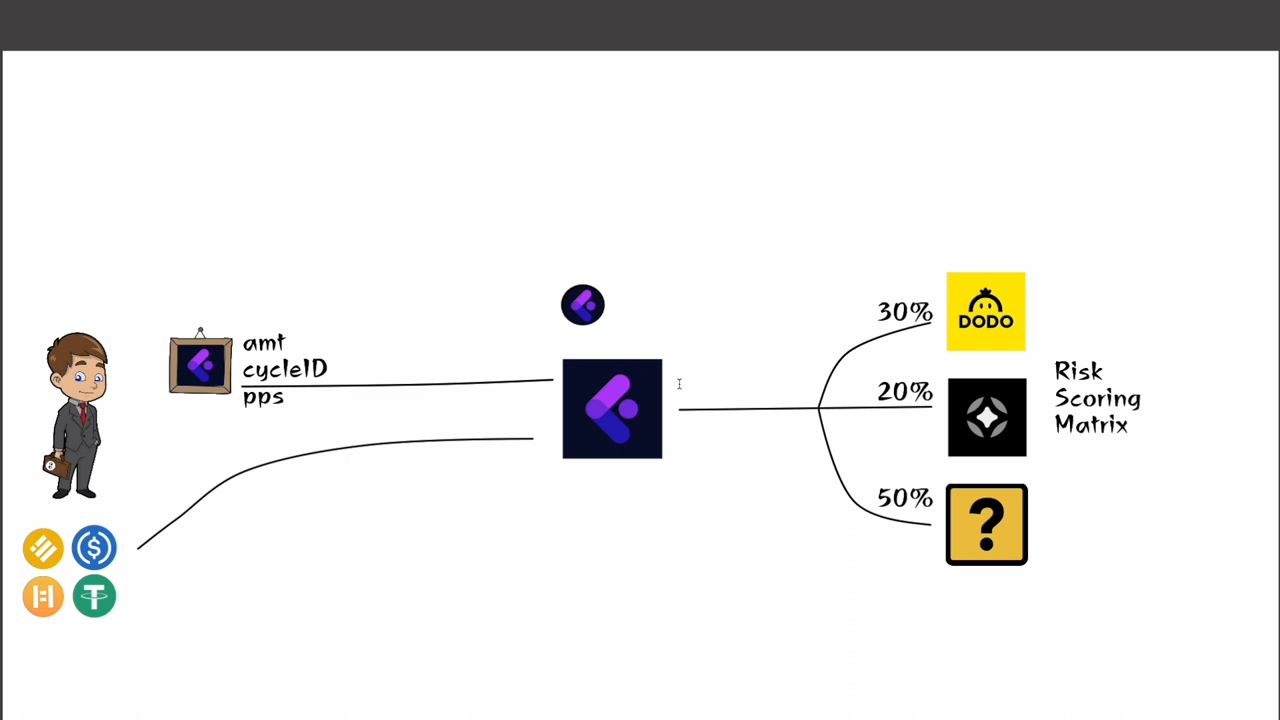 amt
cycleID
pps
30%
DODO
20%
Risk
Scoring
Matrix
50%
?